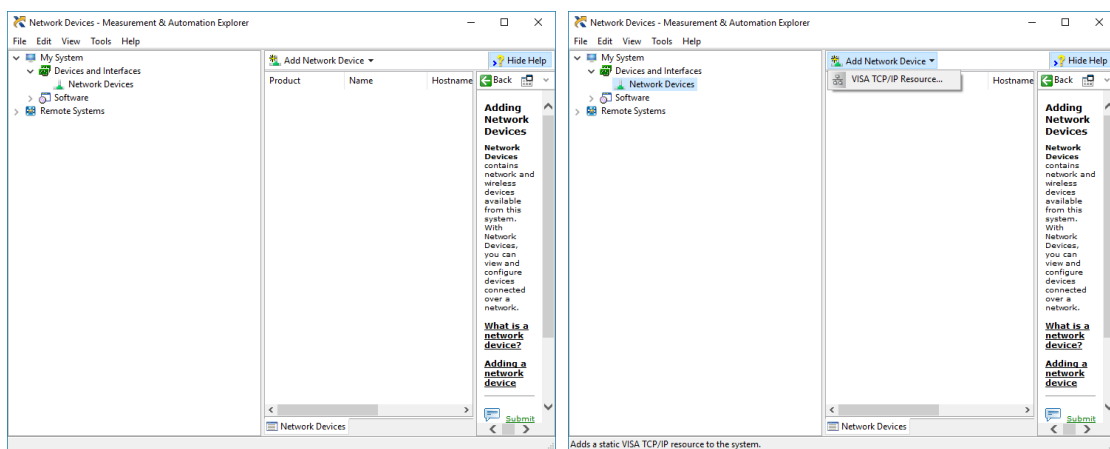 Network Devices - Measurement & Automation Explorer
File Edit View Tools Help
My System
Devices and Interfaces
Network Devices
Software
Remote Systems
Add Network Device
Hide Help
Product Name Hostname
Back
Adding
Network
Devices
Network
Devices
contains
network and
wireless
devices
available
from this
system.
With
Network
Devices,
you can
view and
configure
devices
connected
over a
network.
What is a
network
device?
Adding a
network
device
Submit
Network Devices
Network Devices - Measurement & Automation Explorer
File Edit View Tools Help
My System
Devices and Interfaces
Network Devices
Software
Remote Systems
Add Network Device
Hide Help
VISA TCP/IP Resource...
Hostname
Back
Adding
Network
Devices
Network
Devices
contains
network and
wireless
devices
available
from this
system.
With
Network
Devices,
you can
view and
configure
devices
connected
over a
network.
What is a
network
device?
Adding a
network
device
Submit
Network Devices
Adds a static VISA TCP/IP resource to the system.